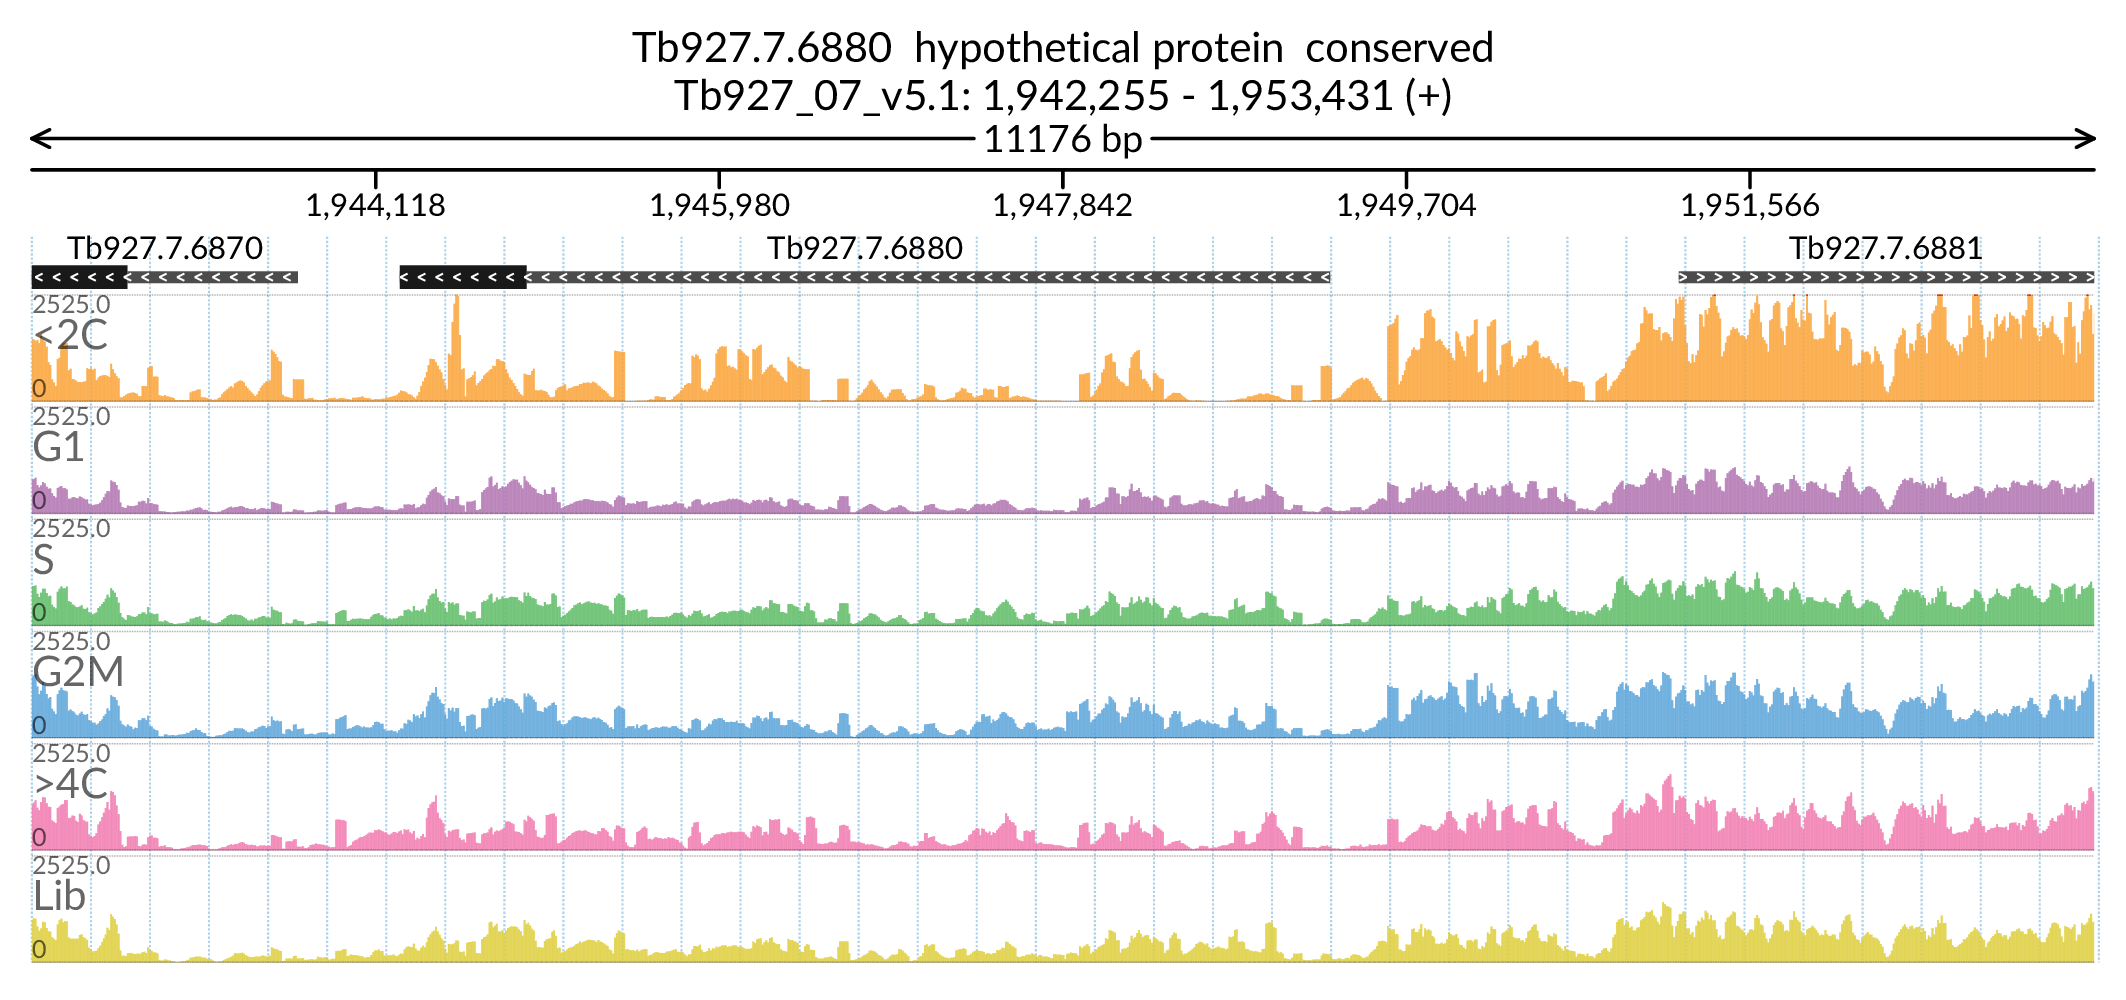 Tb927.7.6880  hypothetical protein  conserved
Tb927_07_v5.1: 1,942,255 - 1,953,431 (+)
11176 bp
1,944,118 1,945,980 1,947,842 1,949,704 1,951,566
Tb927.7.6870 Tb927.7.6880 Tb927.7.6881
2525.0
<2C
0
2525.0
G1
0
2525.0
S
0
2525.0
G2M
0
2525.0
>4C
0
2525.0
Lib
0